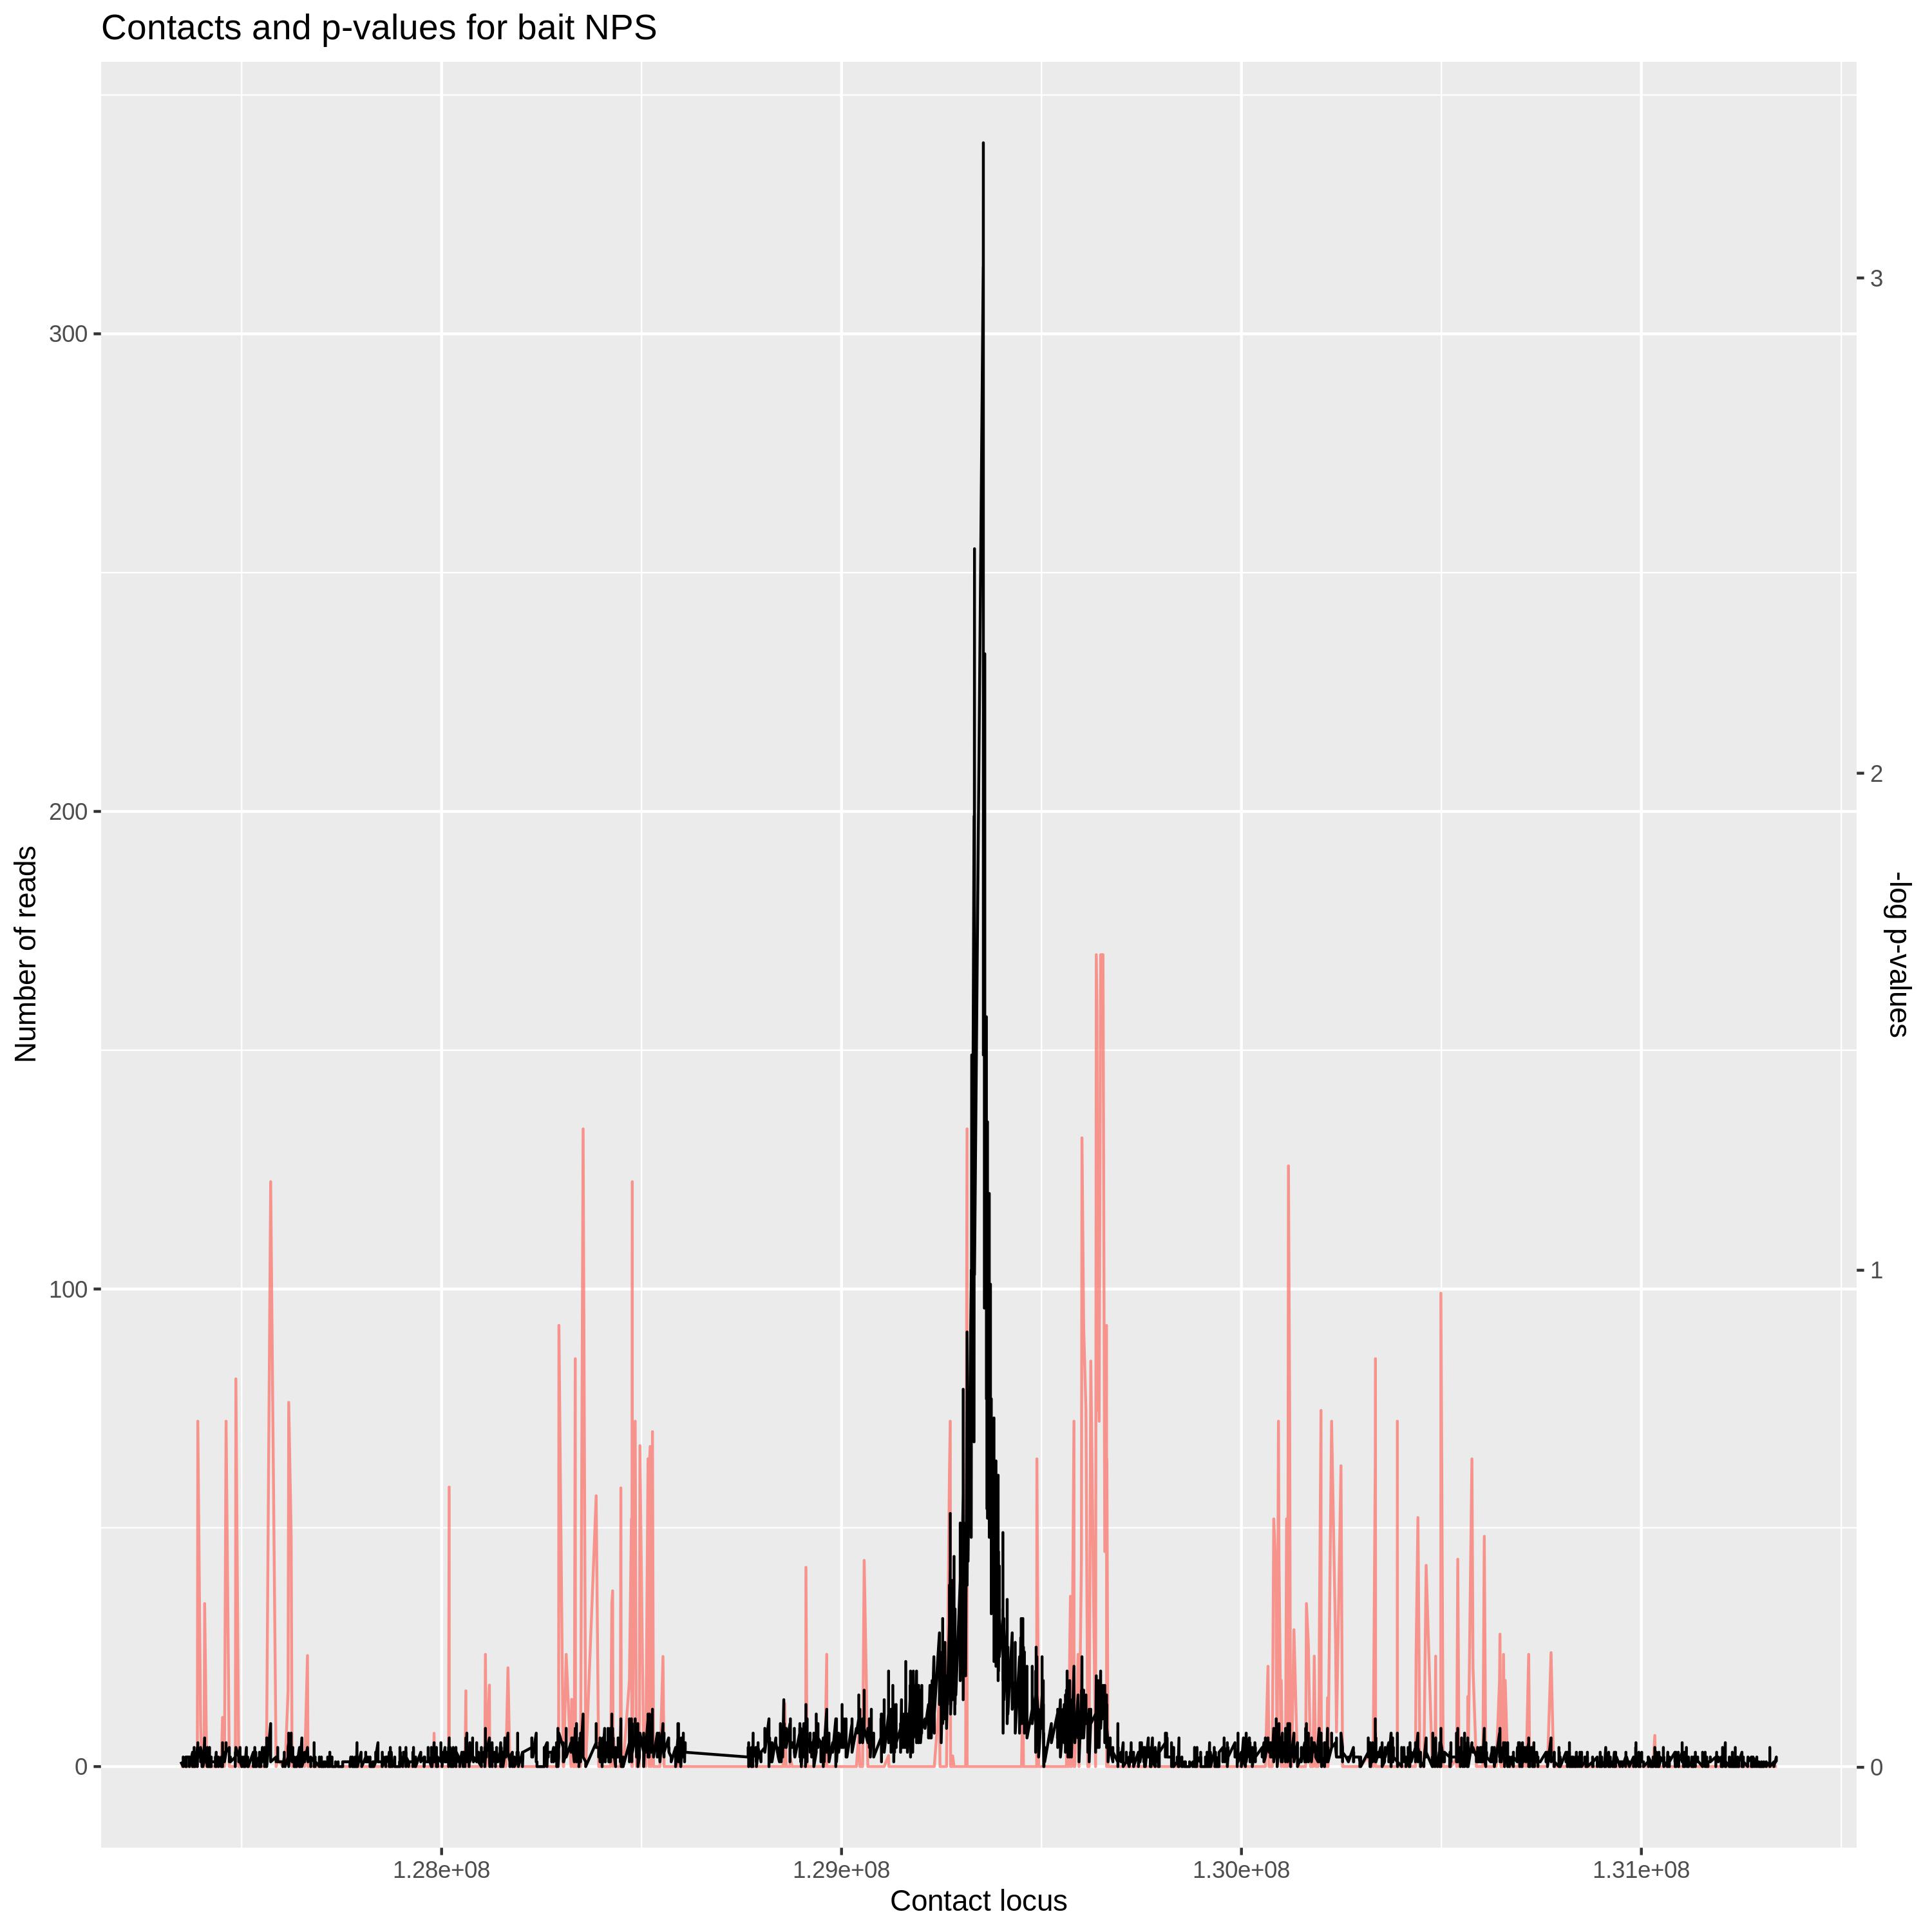 Contacts and p-values for bait NPS
Number of reads
300
200
100
0
3
2
1
0
-log p-values
1.28e+08
1.29e+08
1.30e+08
1.31e+08
Contact locus